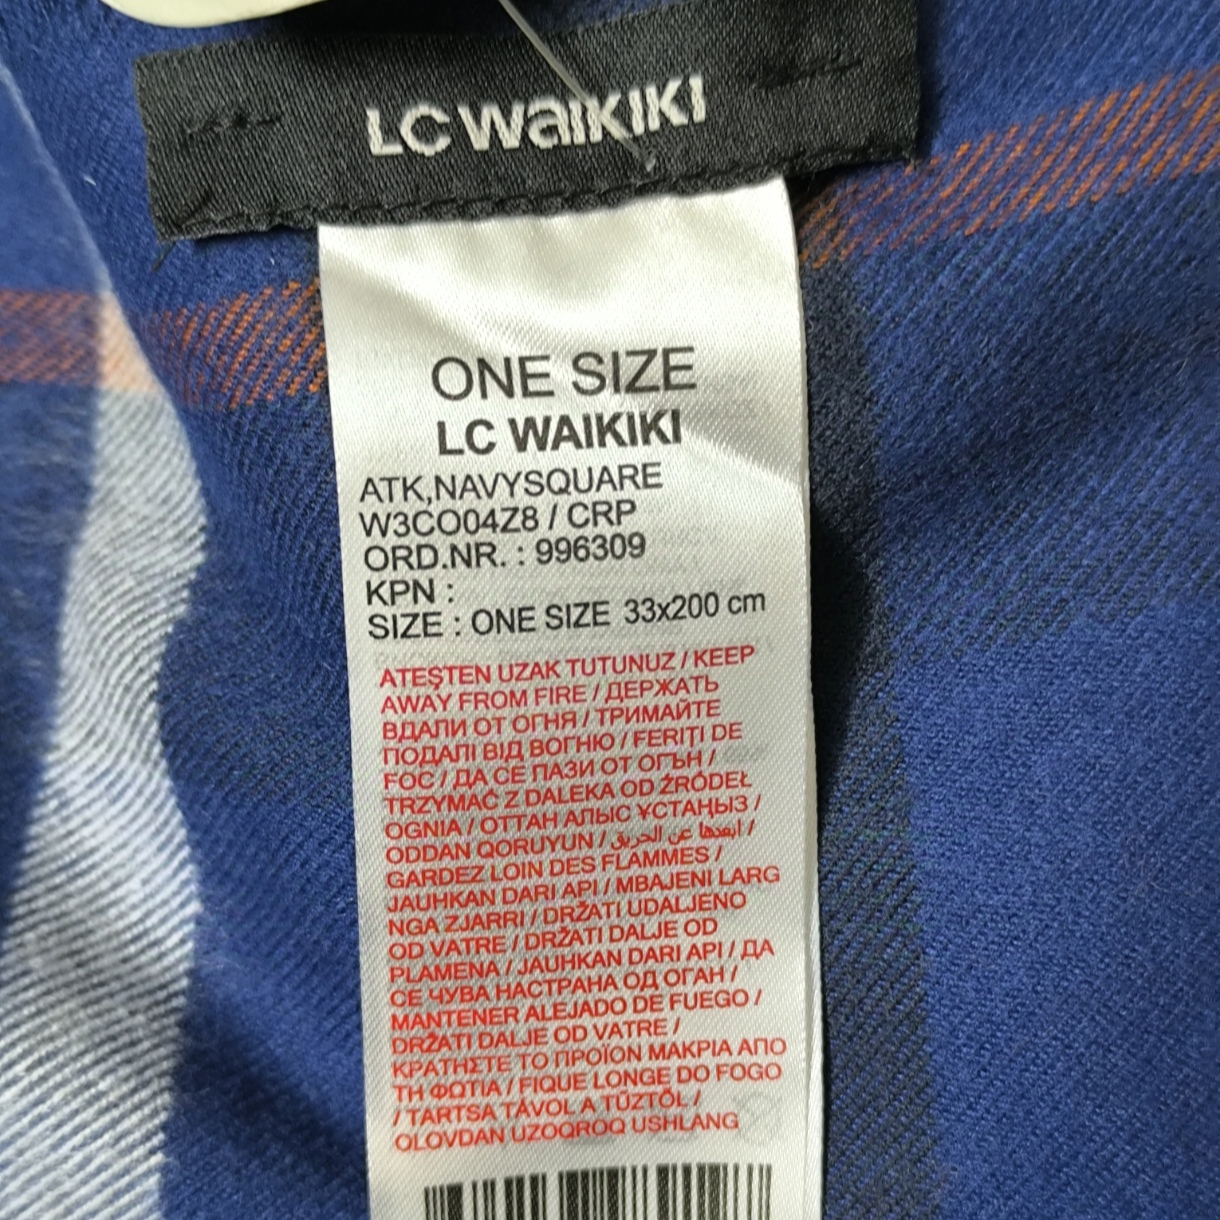 LC WAIKIKI
ONE SIZE
LC WAIKIKI
ATK,NAVYSQUARE
W3CO04Z8 / CRP
ORD.NR. : 996309
KPN :
SIZE : ONE SIZE 33x200 cm
ATEŞTEN UZAK TUTUNUZ / KEEP
AWAY FROM FIRE / ДЕРЖАТЬ
ВДАЛИ ОТ ОГНЯ / ТРИМАЙТЕ
ПОДАЛІ ВІД ВОГНЮ / FERIȚI DE
FOC / ДА СЕ ПАЗИ ОТ ОГЪН /
TRZYMAĆ Z DALEKA OD ŹRÓDEŁ
OGNIA / ОТТАН АЛЫС ҰСТАҢЫЗ /
ODDAN QORUYUN / ابعدها عن الحريق /
GARDEZ LOIN DES FLAMMES /
JAUHKAN DARI API / MBAJENI LARG
NGA ZJARRI / DRŽATI UDALJENO
OD VATRE / DRŽATI DALJE OD
PLAMENA / JAUHKAN DARI API / ДА
СЕ ЧУВА НАСТРАНА ОД ОГАН /
MANTENER ALEJADO DE FUEGO /
DRŽATI DALJE OD VATRE /
ΚΡΑΤΗΣΤΕ ΤΟ ΠΡΟΪΟΝ ΜΑΚΡΙΑ ΑΠΟ
ΤΗ ΦΩΤΙΑ / FIQUE LONGE DO FOGO
/ TARTSA TÁVOL A TŰZTŐL /
OLOVDAN UZOQROQ USHLANG